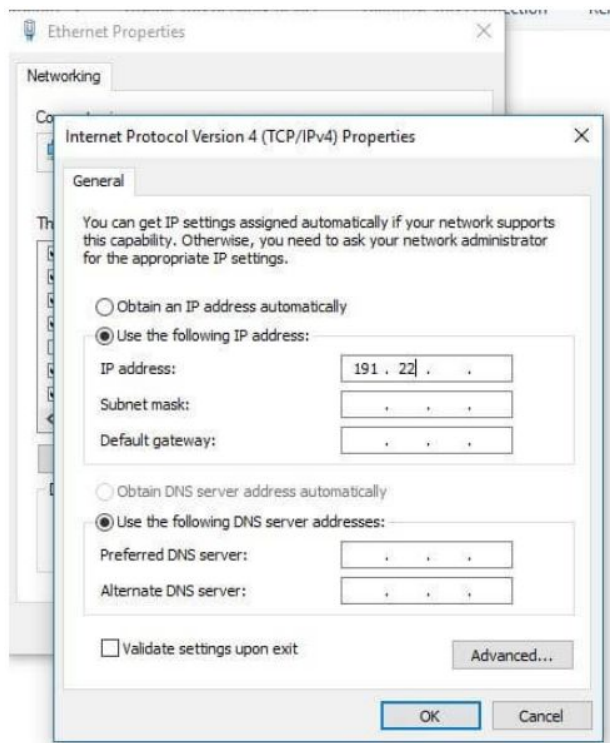 Ethernet Properties
Networking
Internet Protocol Version 4 (TCP/IPv4) Properties
General
You can get IP settings assigned automatically if your network supports
this capability. Otherwise, you need to ask your network administrator
for the appropriate IP settings.
Obtain an IP address automatically
Use the following IP address:
IP address: 191 . 22 . .
Subnet mask: . . .
Default gateway: . . .
Obtain DNS server address automatically
Use the following DNS server addresses:
Preferred DNS server: . . .
Alternate DNS server: . . .
Validate settings upon exit
Advanced...
OK Cancel